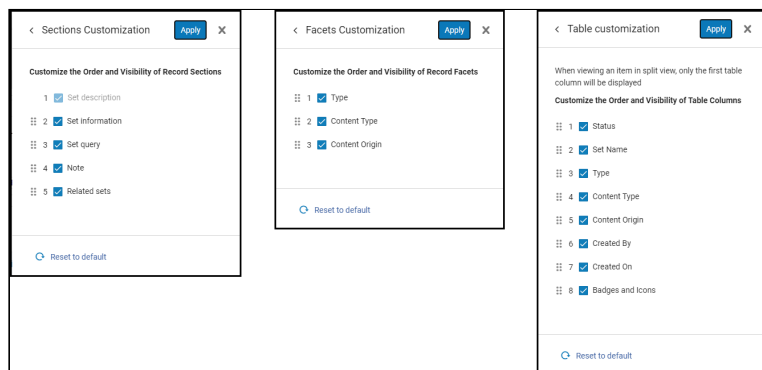 Sections Customization
Apply
Customize the Order and Visibility of Record Sections
1 Set description
2 Set information
3 Set query
4 Note
5 Related sets
Reset to default
Facets Customization
Apply
Customize the Order and Visibility of Record Facets
1 Type
2 Content Type
3 Content Origin
Reset to default
Table customization
Apply
When viewing an item in split view, only the first table
column will be displayed
Customize the Order and Visibility of Table Columns
1 Status
2 Set Name
3 Type
4 Content Type
5 Content Origin
6 Created By
7 Created On
8 Badges and Icons
Reset to default